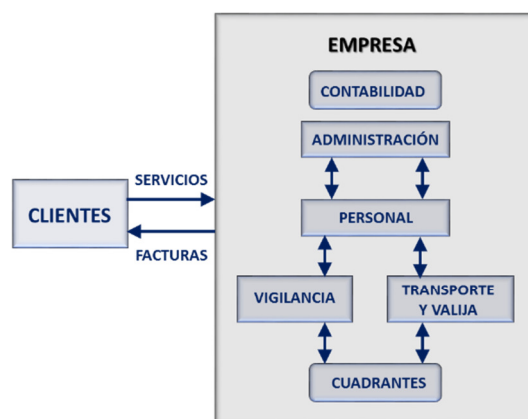 EMPRESA
CONTABILIDAD
ADMINISTRACIÓN
SERVICIOS
CLIENTES
PERSONAL
FACTURAS
VIGILANCIA
TRANSPORTE
Y VALIJA
CUADRANTES